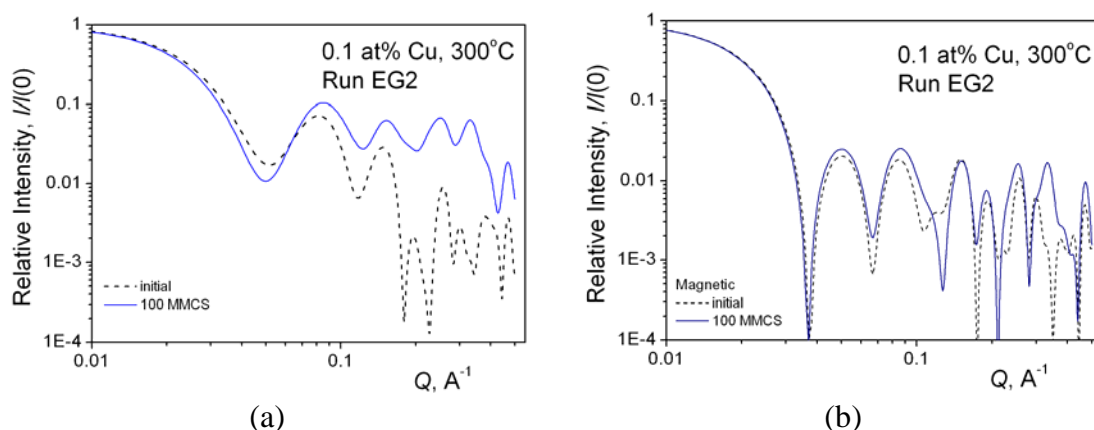 1
0.1
0.01
1E-3
1E-4
0.01
0.1
Relative Intensity, I/I(0)
Q, A⁻¹
0.1 at% Cu, 300°C
Run EG2
initial
100 MMCS
(a)
1
0.1
0.01
1E-3
1E-4
0.01
0.1
Relative Intensity, I/I(0)
Q, A⁻¹
0.1 at% Cu, 300°C
Run EG2
Magnetic
initial
100 MMCS
(b)